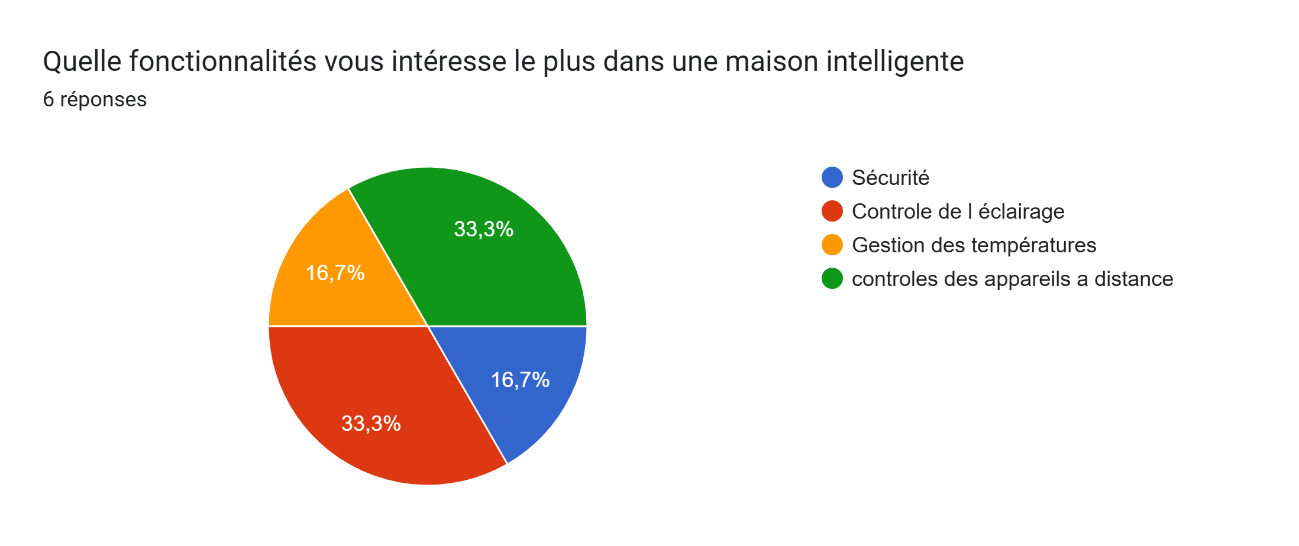 Quelle fonctionnalités vous intéresse le plus dans une maison intelligente
6 réponses
Sécurité
Controle de l éclairage
Gestion des températures
controles des appareils a distance
33,3%
16,7%
16,7%
33,3%